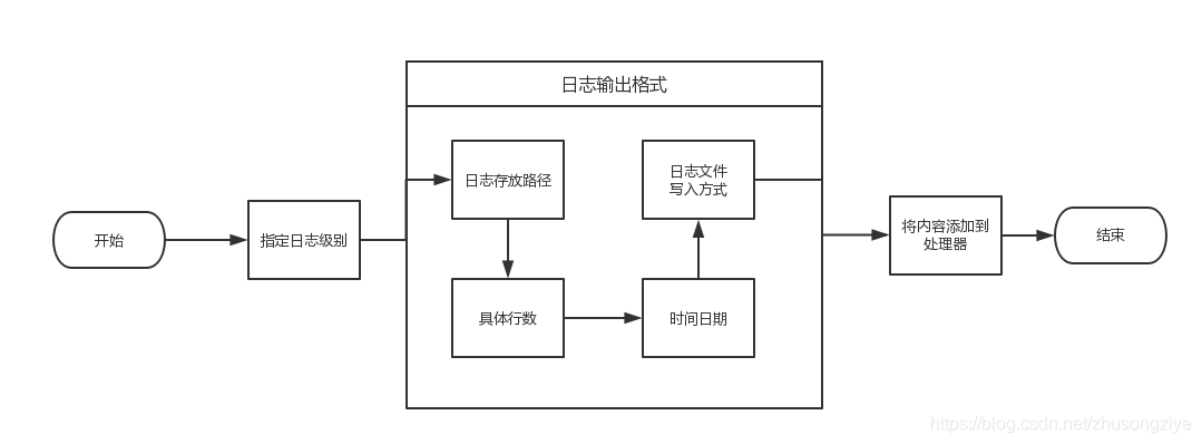 日志输出格式
开始
指定日志级别
日志存放路径
具体行数
时间日期
日志文件
写入方式
将内容添加到
处理器
结束
https://blog.csdn.net/zhusongziye